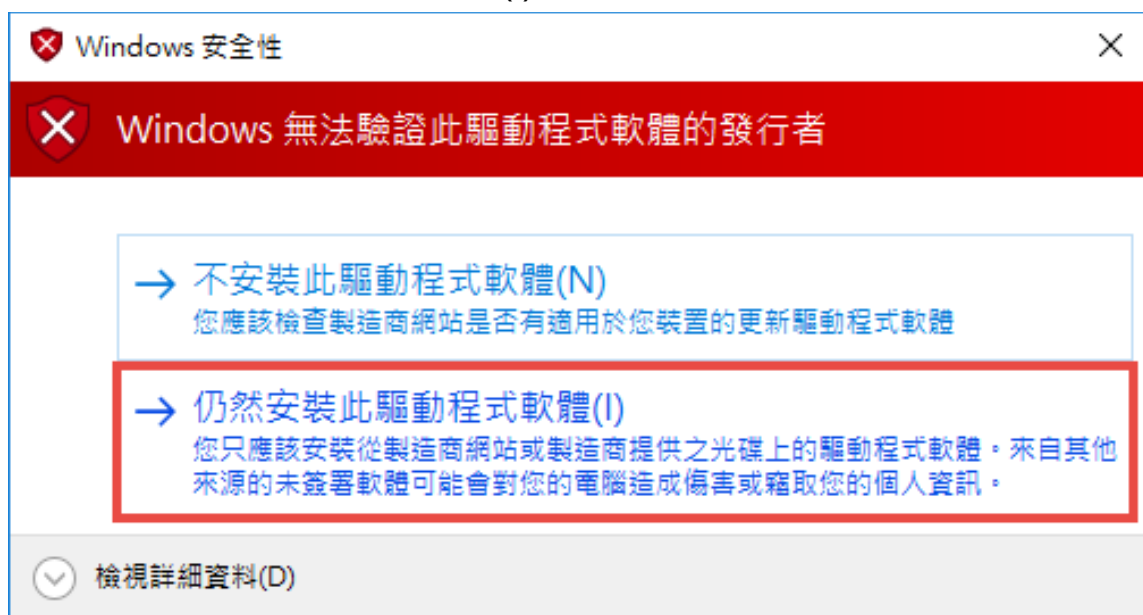 (I)
Windows 安全性
Windows 無法驗證此驅動程式軟體的發行者
不安裝此驅動程式軟體(N)
您應該檢查製造商網站是否有適用於您裝置的更新驅動程式軟體
仍然安裝此驅動程式軟體(I)
您只應該安裝從製造商網站或製造商提供之光碟上的驅動程式軟體。來自其他
來源的未簽署軟體可能會對您的電腦造成傷害或竊取您的個人資訊。
檢視詳細資料(D)